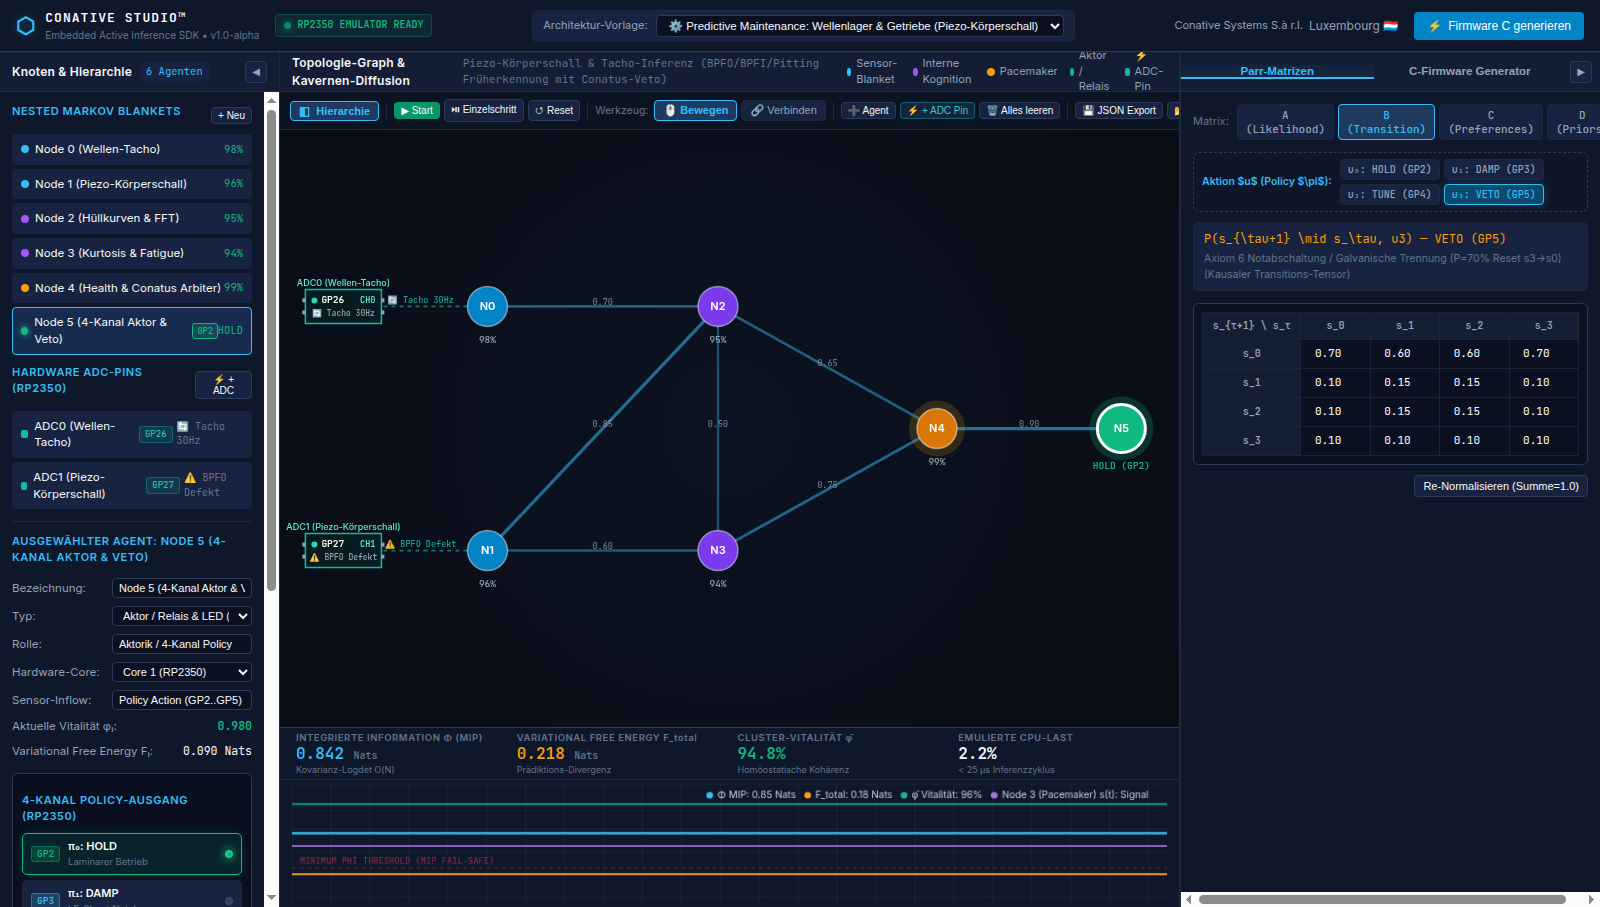 CONATIVE STUDIO™
Embedded Active Inference SDK • v1.0-alpha
RP2350 EMULATOR READY
Architektur-Vorlage:
⚙️ Predictive Maintenance: Wellenlager & Getriebe (Piezo-Körperschall)
Conative Systems S.à r.l.
Luxembourg 🇱🇺
⚡ Firmware C generieren
Knoten & Hierarchie
6 Agenten
◀
NESTED MARKOV BLANKETS
+ Neu
Node 0 (Wellen-Tacho)
98%
Node 1 (Piezo-Körperschall)
96%
Node 2 (Hüllkurven & FFT)
95%
Node 3 (Kurtosis & Fatigue)
94%
Node 4 (Health & Conatus Arbiter)
99%
Node 5 (4-Kanal Aktor &
Veto)
GP2
HOLD
HARDWARE ADC-PINS
(RP2350)
⚡ +
ADC
ADC0 (Wellen-
Tacho)
GP26
🔄 Tacho
30Hz
ADC1 (Piezo-
Körperschall)
GP27
⚠️ BPFO
Defekt
AUSGEWÄHLTER AGENT: NODE 5 (4-
KANAL AKTOR & VETO)
Bezeichnung:
Node 5 (4-Kanal Aktor & V
Typ:
Aktor / Relais & LED (
Rolle:
Aktorik / 4-Kanal Policy
Hardware-Core:
Core 1 (RP2350)
Sensor-Inflow:
Policy Action (GP2..GP5)
Aktuelle Vitalität φᵢ:
0.980
Variational Free Energy Fᵢ:
0.090 Nats
4-KANAL POLICY-AUSGANG
(RP2350)
GP2
π₀: HOLD
Laminarer Betrieb
GP3
π₁: DAMP
Topologie-Graph &
Kavernen-Diffusion
Piezo-Körperschall & Tacho-Inferenz (BPFO/BPFI/Pitting
Früherkennung mit Conatus-Veto)
Sensor-
Blanket
Interne
Kognition
Pacemaker
Aktor
/
Relais
⚡
ADC-
Pin
◧ Hierarchie
▶ Start
⏯ Einzelschritt
↺ Reset
Werkzeug:
🖱️ Bewegen
🔗 Verbinden
➕ Agent
⚡ + ADC Pin
🗑️ Alles leeren
💾 JSON Export
ADC0 (Wellen-Tacho)
GP26 CH0
🔄 Tacho 30Hz
🔄 Tacho 30Hz
N0
98%
0.70
N2
95%
0.65
0.85
0.50
N4
99%
0.90
N5
HOLD (GP2)
0.75
ADC1 (Piezo-Körperschall)
GP27 CH1
⚠️ BPFO Defekt
⚠️ BPFO Defekt
N1
96%
0.60
N3
94%
INTEGRIERTE INFORMATION Φ (MIP)
0.842 Nats
Kovarianz-Logdet O(N)
VARIATIONAL FREE ENERGY F_total
0.218 Nats
Prädiktions-Divergenz
CLUSTER-VITALITÄT φ̄
94.8%
Homöostatische Kohärenz
EMULIERTE CPU-LAST
2.2%
< 25 µs Inferenzzyklus
Φ MIP: 0.85 Nats
F_total: 0.18 Nats
φ̄ Vitalität: 96%
Node 3 (Pacemaker) s(t): Signal
MINIMUM PHI THRESHOLD (MIP FAIL-SAFE)
Parr-Matrizen
C-Firmware Generator
▶
Matrix:
A
(Likelihood)
B
(Transition)
C
(Preferences)
D
(Priors
Aktion $u$ (Policy $\pi$):
u₀: HOLD (GP2)
u₁: DAMP (GP3)
u₂: TUNE (GP4)
u₃: VETO (GP5)
P(s_{\tau+1} \mid s_\tau, u3) — VETO (GP5)
Axiom 6 Notabschaltung / Galvanische Trennung (P=70% Reset s3→s0)
(Kausaler Transitions-Tensor)
s_{τ+1} \ s_τ s_0 s_1 s_2 s_3
s_0 0.70 0.60 0.60 0.70
s_1 0.10 0.15 0.15 0.10
s_2 0.10 0.15 0.15 0.10
s_3 0.10 0.10 0.10 0.10
Re-Normalisieren (Summe=1.0)